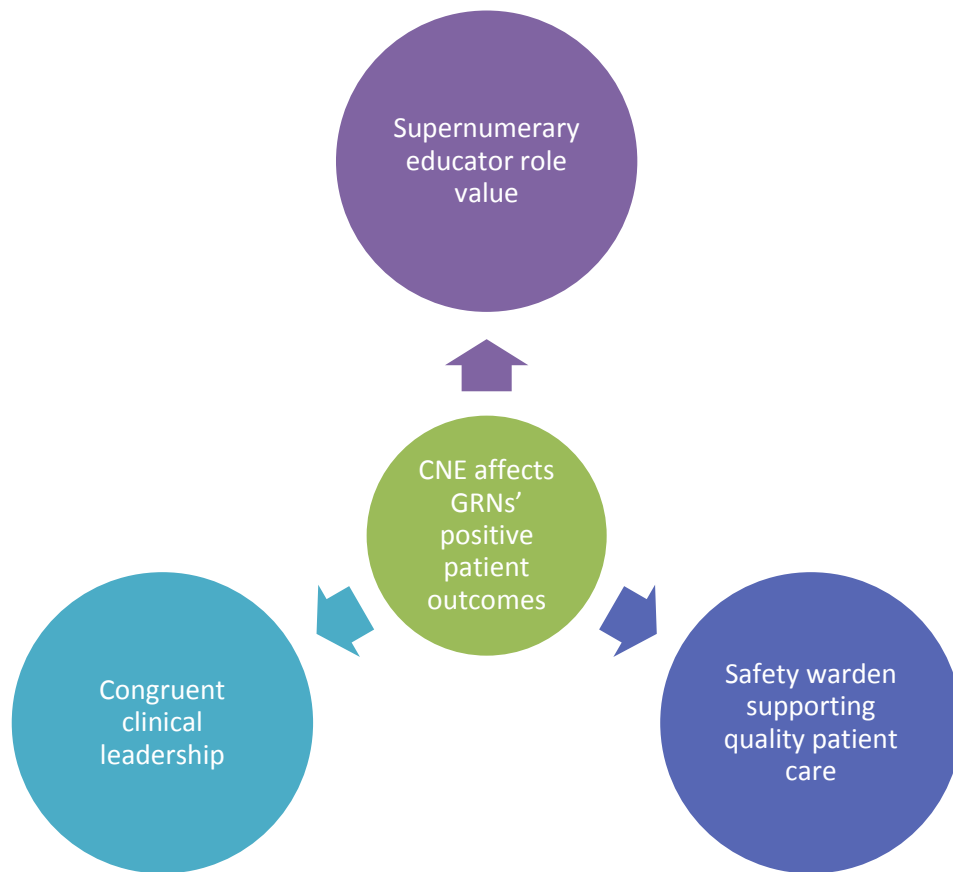 Supernumerary
educator role
value
CNE affects
GRNs’
positive
patient
outcomes
Congruent
clinical
leadership
Safety warden
supporting
quality patient
care